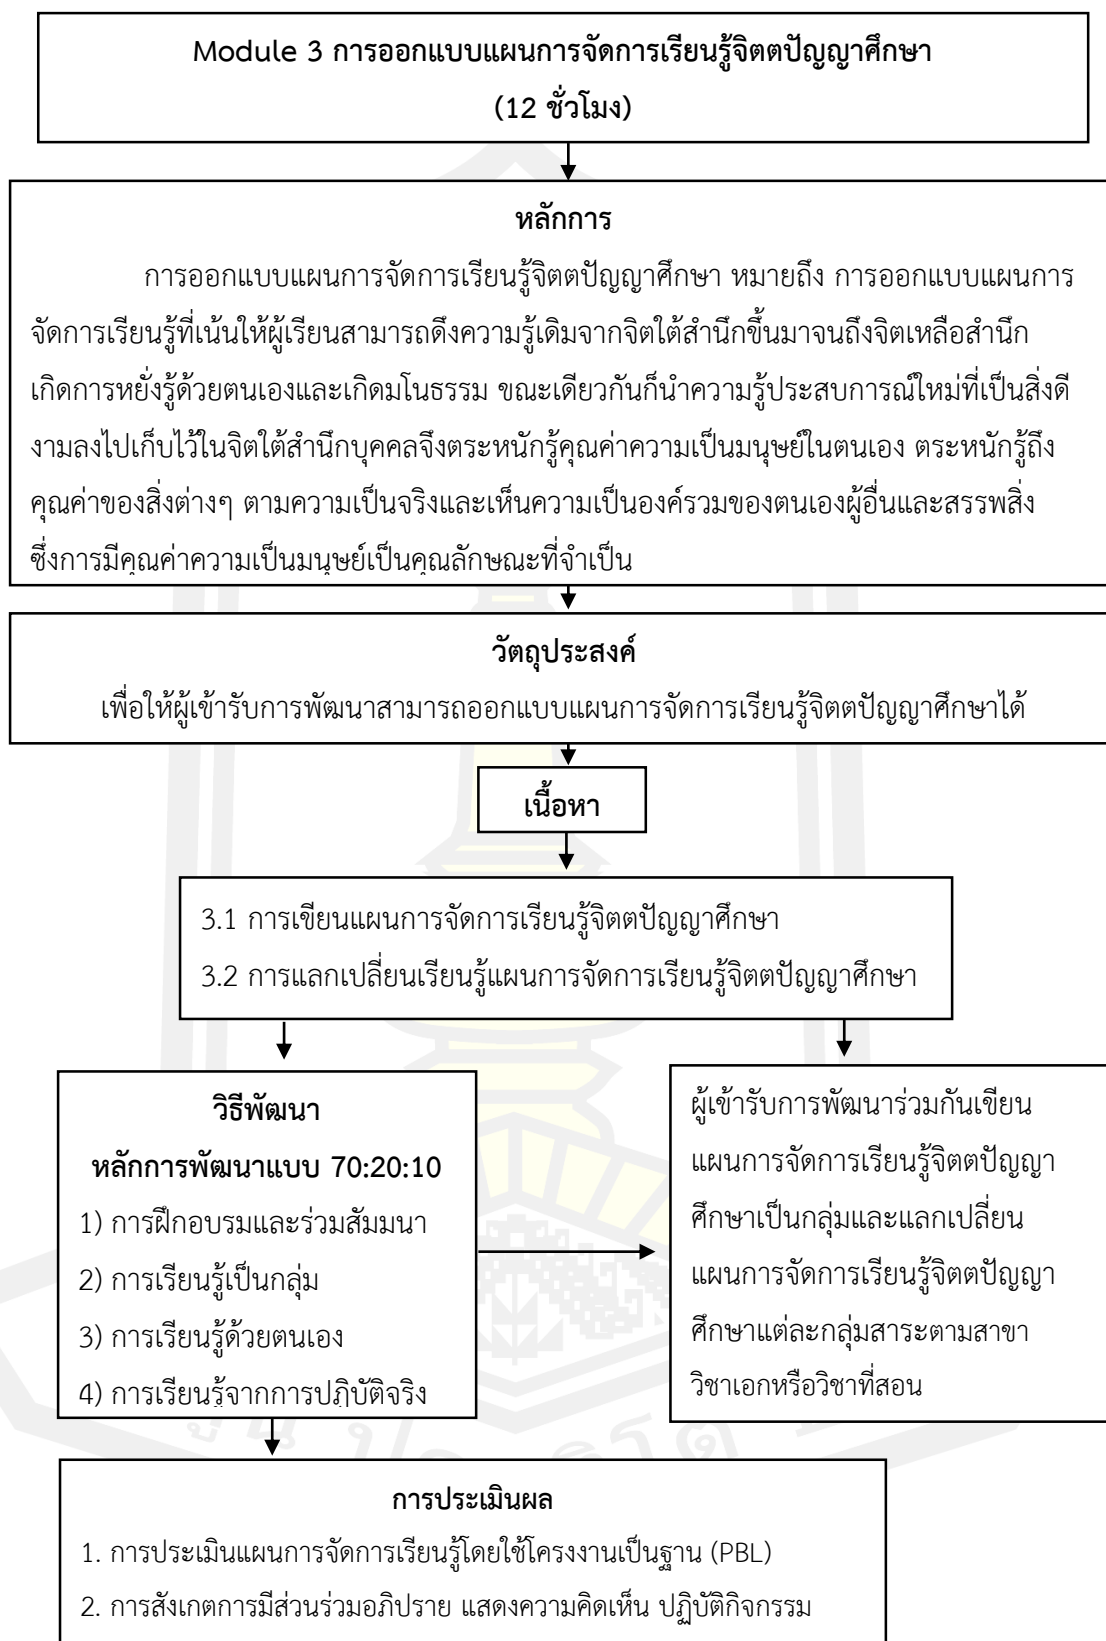 Module 3 การออกแบบแผนการจัดการเรียนรู้จิตตปัญญาศึกษา
(12 ชั่วโมง)
หลักการ
การออกแบบแผนการจัดการเรียนรู้จิตตปัญญาศึกษา หมายถึง การออกแบบแผนการ
จัดการเรียนรู้ที่เน้นให้ผู้เรียนสามารถดึงความรู้เดิมจากจิตใต้สำนึกขึ้นมาจนถึงจิตเหลือสำนึก
เกิดการหยั่งรู้ด้วยตนเองและเกิดมโนธรรม ขณะเดียวกันก็นำความรู้ประสบการณ์ใหม่ที่เป็นสิ่งดี
งามลงไปเก็บไว้ในจิตใต้สำนึกบุคคลจึงตระหนักรู้คุณค่าความเป็นมนุษย์ในตนเอง ตระหนักรู้ถึง
คุณค่าของสิ่งต่างๆ ตามความเป็นจริงและเห็นความเป็นองค์รวมของตนเองผู้อื่นและสรรพสิ่ง
ซึ่งการมีคุณค่าความเป็นมนุษย์เป็นคุณลักษณะที่จำเป็น
วัตถุประสงค์
เพื่อให้ผู้เข้ารับการพัฒนาสามารถออกแบบแผนการจัดการเรียนรู้จิตตปัญญาศึกษาได้
เนื้อหา
3.1 การเขียนแผนการจัดการเรียนรู้จิตตปัญญาศึกษา
3.2 การแลกเปลี่ยนเรียนรู้แผนการจัดการเรียนรู้จิตตปัญญาศึกษา
วิธีพัฒนา
หลักการพัฒนาแบบ 70:20:10
1) การฝึกอบรมและร่วมสัมมนา
2) การเรียนรู้เป็นกลุ่ม
3) การเรียนรู้ด้วยตนเอง
4) การเรียนรู้จากการปฏิบัติจริง
ผู้เข้ารับการพัฒนาร่วมกันเขียน
แผนการจัดการเรียนรู้จิตตปัญญา
ศึกษาเป็นกลุ่มและแลกเปลี่ยน
แผนการจัดการเรียนรู้จิตตปัญญา
ศึกษาแต่ละกลุ่มสาระตามสาขา
วิชาเอกหรือวิชาที่สอน
การประเมินผล
1. การประเมินแผนการจัดการเรียนรู้โดยใช้โครงงานเป็นฐาน (PBL)
2. การสังเกตการมีส่วนร่วมอภิปราย แสดงความคิดเห็น ปฏิบัติกิจกรรม